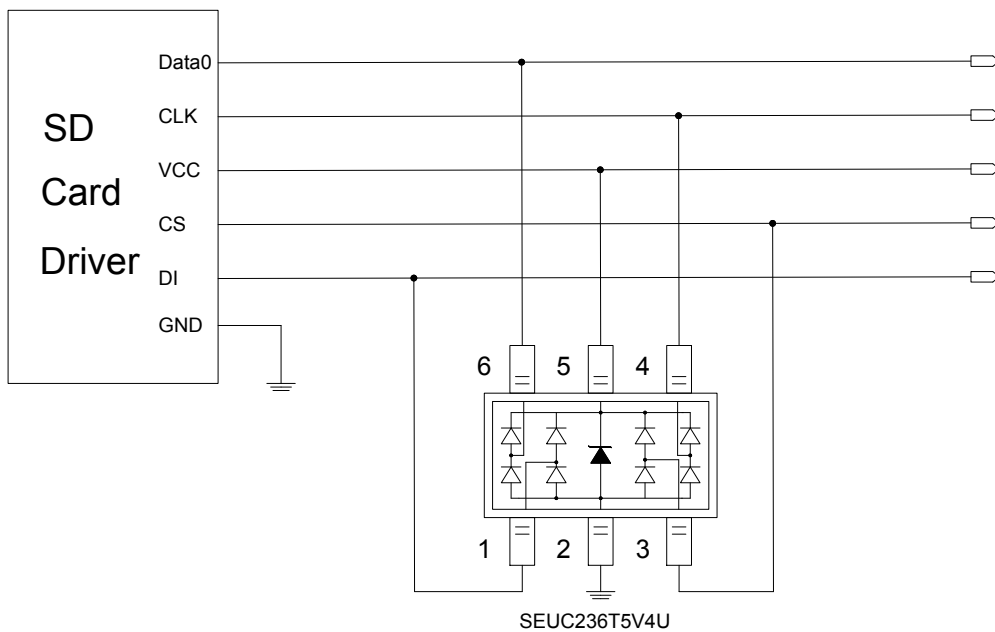 Data0
CLK
SD
VCC
Card
CS
Driver
DI
GND
6 5 4
1 2 3
SEUC236T5V4U